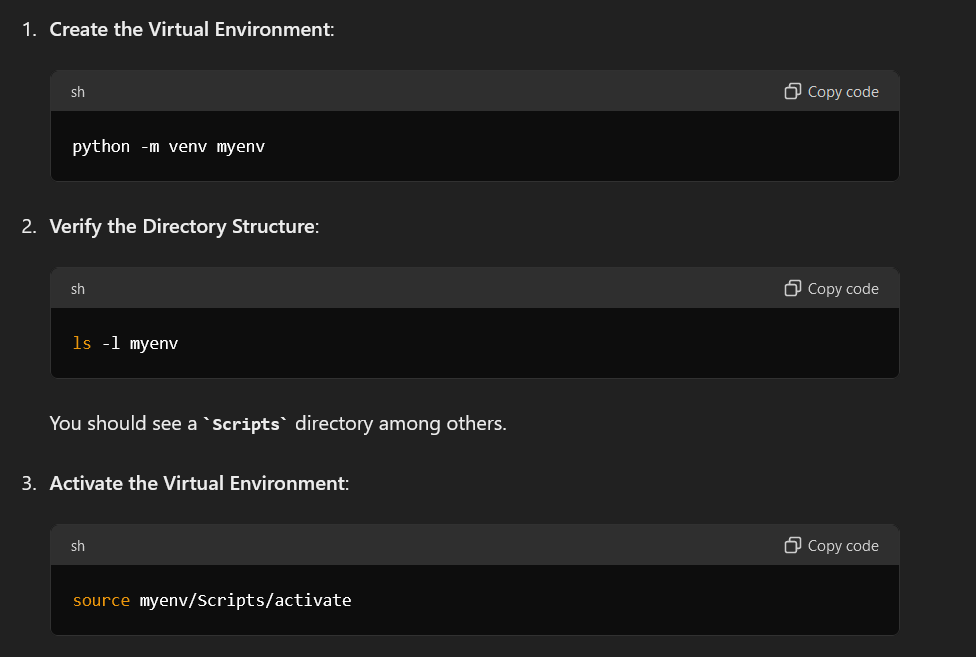 1. Create the Virtual Environment:
sh Copy code
python -m venv myenv
2. Verify the Directory Structure:
sh Copy code
ls -l myenv
You should see a `Scripts` directory among others.
3. Activate the Virtual Environment:
sh Copy code
source myenv/Scripts/activate